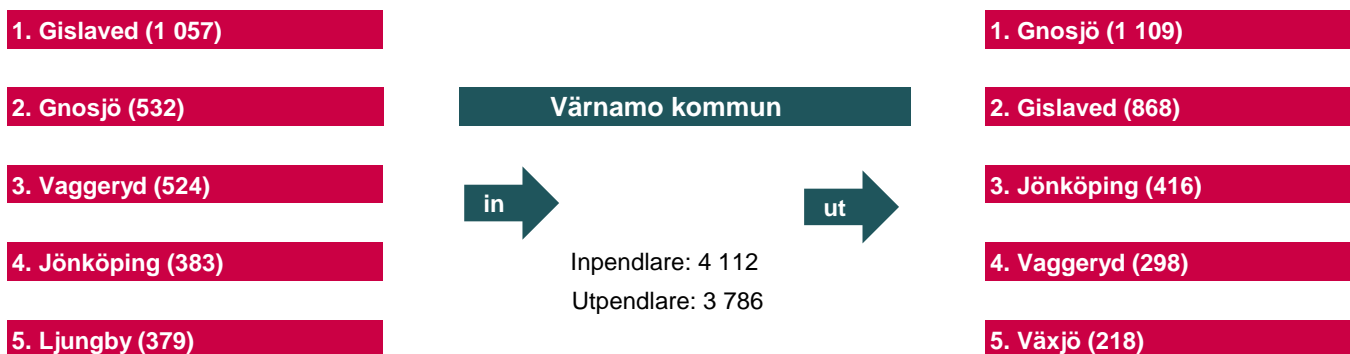 1. Gislaved (1 057)
2. Gnosjö (532)
3. Vaggeryd (524)
4. Jönköping (383)
5. Ljungby (379)
Värnamo kommun
in
ut
Inpendlare: 4 112
Utpendlare: 3 786
1. Gnosjö (1 109)
2. Gislaved (868)
3. Jönköping (416)
4. Vaggeryd (298)
5. Växjö (218)